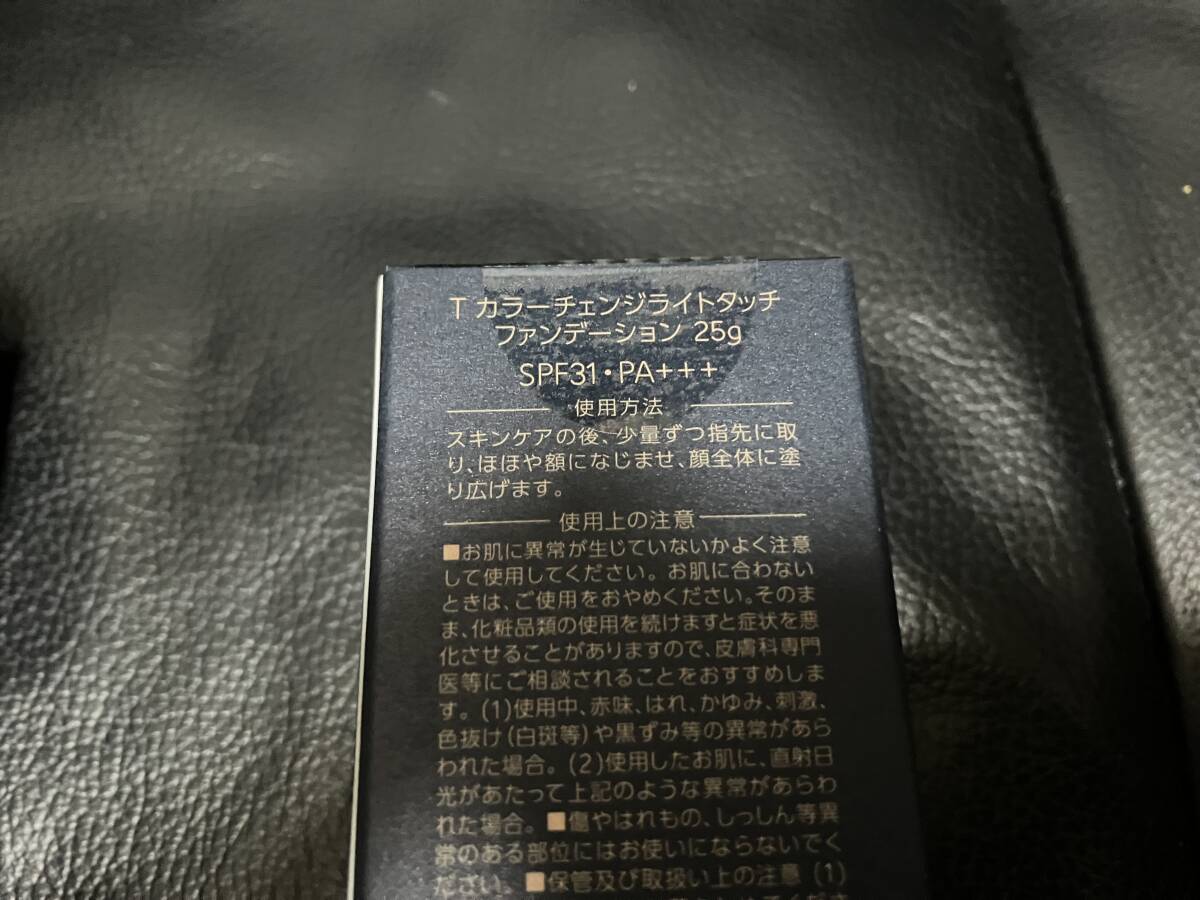 T カラーチェンジライトタッチ
ファンデーション 25g
SPF31・PA+++
使用方法
スキンケアの後、少量ずつ指先に取
り、ほほや額になじませ、顔全体に塗
り広げます。
使用上の注意
■お肌に異常が生じていないかよく注意
して使用してください。お肌に合わない
ときは、ご使用をおやめください。そのま
ま、化粧品類の使用を続けますと症状を悪
化させることがありますので、皮膚科専門
医等にご相談されることをおすすめしま
す。(1)使用中、赤味、はれ、かゆみ、刺激、
色抜け(白斑等)や黒ずみ等の異常があら
われた場合。(2)使用したお肌に、直射日
光があたって上記のような異常があらわ
れた場合。■傷やはれもの、しっしん等異
常のある部位にはお使いにならないでく
ださい。■保管及び取扱い上の注意 (1)